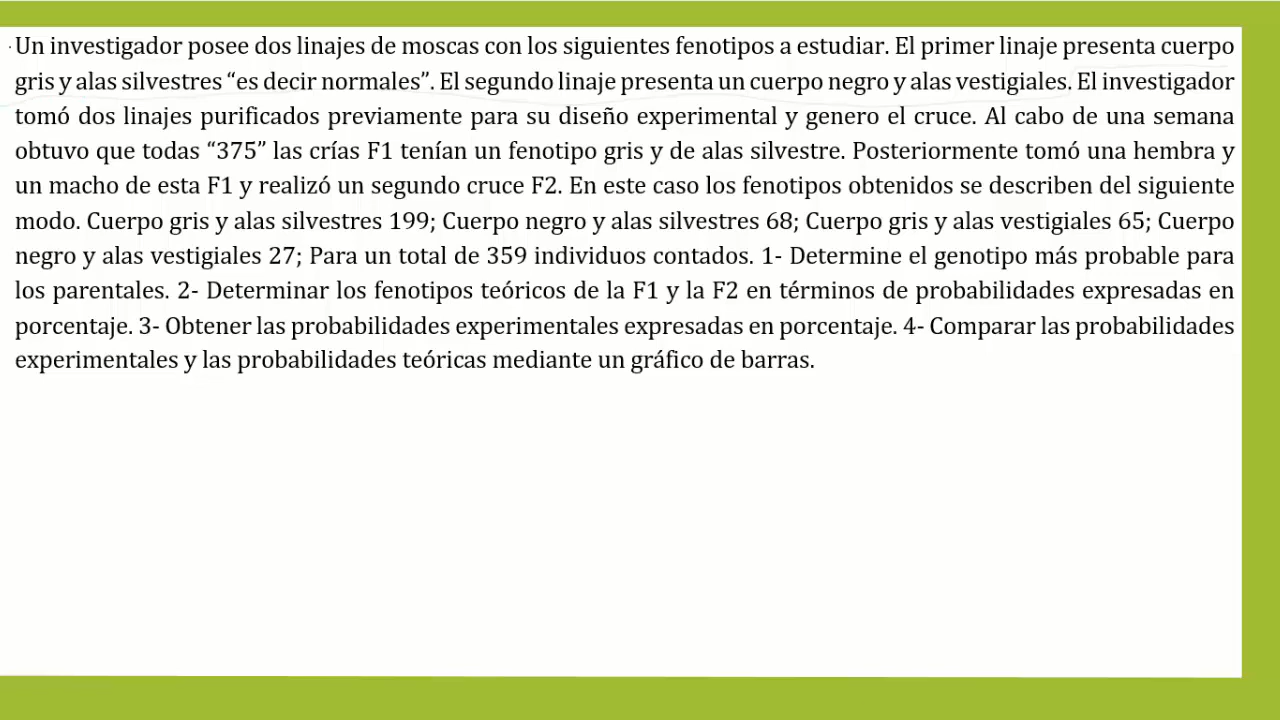 Un investigador posee dos linajes de moscas con los siguientes fenotipos a estudiar. El primer linaje presenta cuerpo
gris y alas silvestres “es decir normales”. El segundo linaje presenta un cuerpo negro y alas vestigiales. El investigador
tomó dos linajes purificados previamente para su diseño experimental y genero el cruce. Al cabo de una semana
obtuvo que todas “375” las crías F1 tenían un fenotipo gris y de alas silvestre. Posteriormente tomó una hembra y
un macho de esta F1 y realizó un segundo cruce F2. En este caso los fenotipos obtenidos se describen del siguiente
modo. Cuerpo gris y alas silvestres 199; Cuerpo negro y alas silvestres 68; Cuerpo gris y alas vestigiales 65; Cuerpo
negro y alas vestigiales 27; Para un total de 359 individuos contados. 1- Determine el genotipo más probable para
los parentales. 2- Determinar los fenotipos teóricos de la F1 y la F2 en términos de probabilidades expresadas en
porcentaje. 3- Obtener las probabilidades experimentales expresadas en porcentaje. 4- Comparar las probabilidades
experimentales y las probabilidades teóricas mediante un gráfico de barras.